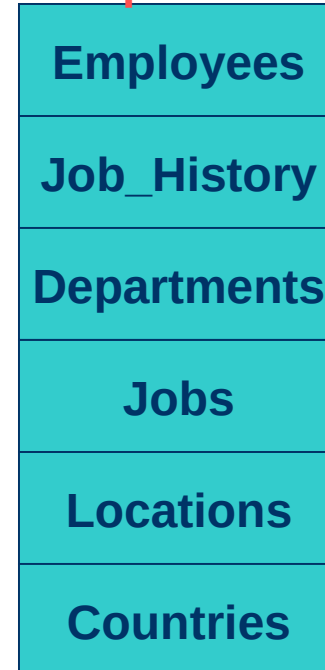 Employees
Job_History
Departments
Jobs
Locations
Countries